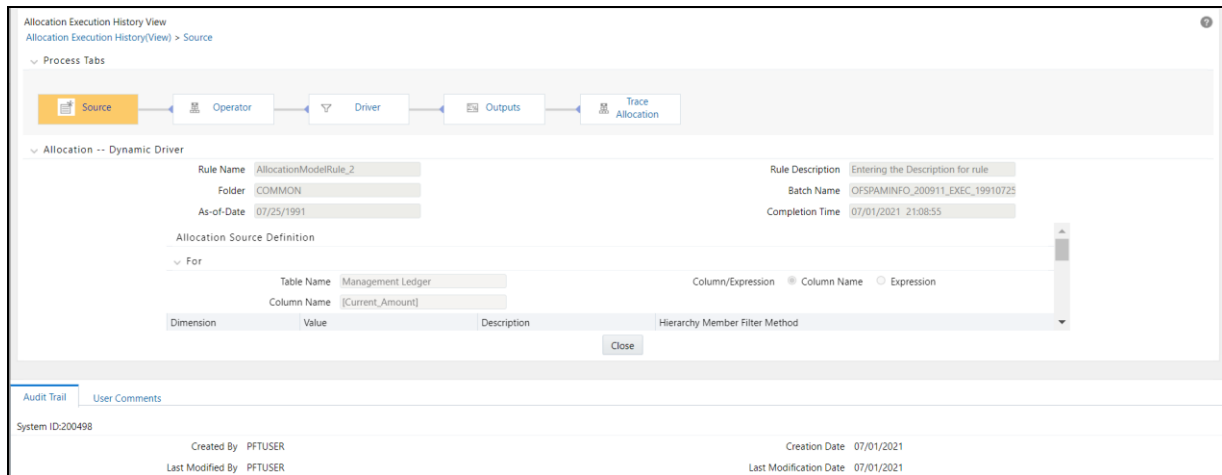 Allocation Execution History View
Allocation Execution History(View) > Source
Process Tabs
Source
Operator
Driver
Outputs
Trace
Allocation
Allocation -- Dynamic Driver
Rule Name AllocationModelRule_2 Rule Description Entering the Description for rule
Folder COMMON Batch Name OFSPAMINFO_200911_EXEC_19910725
As-of-Date 07/25/1991 Completion Time 07/01/2021 21:08:55
Allocation Source Definition
For
Table Name Management Ledger Column/Expression Column Name Expression
Column Name [Current_Amount]
Dimension Value Description Hierarchy Member Filter Method
Close
Audit Trail User Comments
System ID:200498
Created By PFTUSER Creation Date 07/01/2021
Last Modified By PFTUSER Last Modification Date 07/01/2021